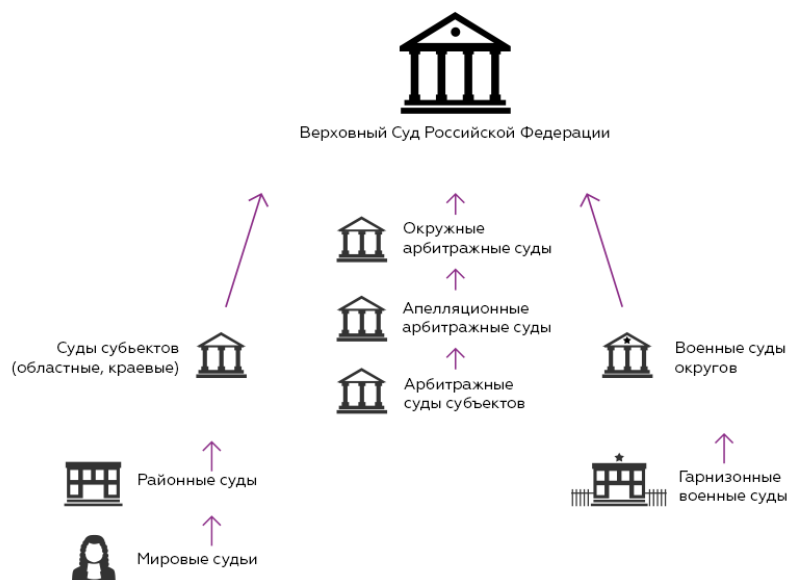 Верховный Суд Российской Федерации
Окружные
арбитражные суды
Апелляционные
арбитражные суды
Суды субъектов
(областные, краевые)
Военные суды
округов
Арбитражные
суды субъектов
Районные суды
Гарнизонные
военные суды
Мировые судьи